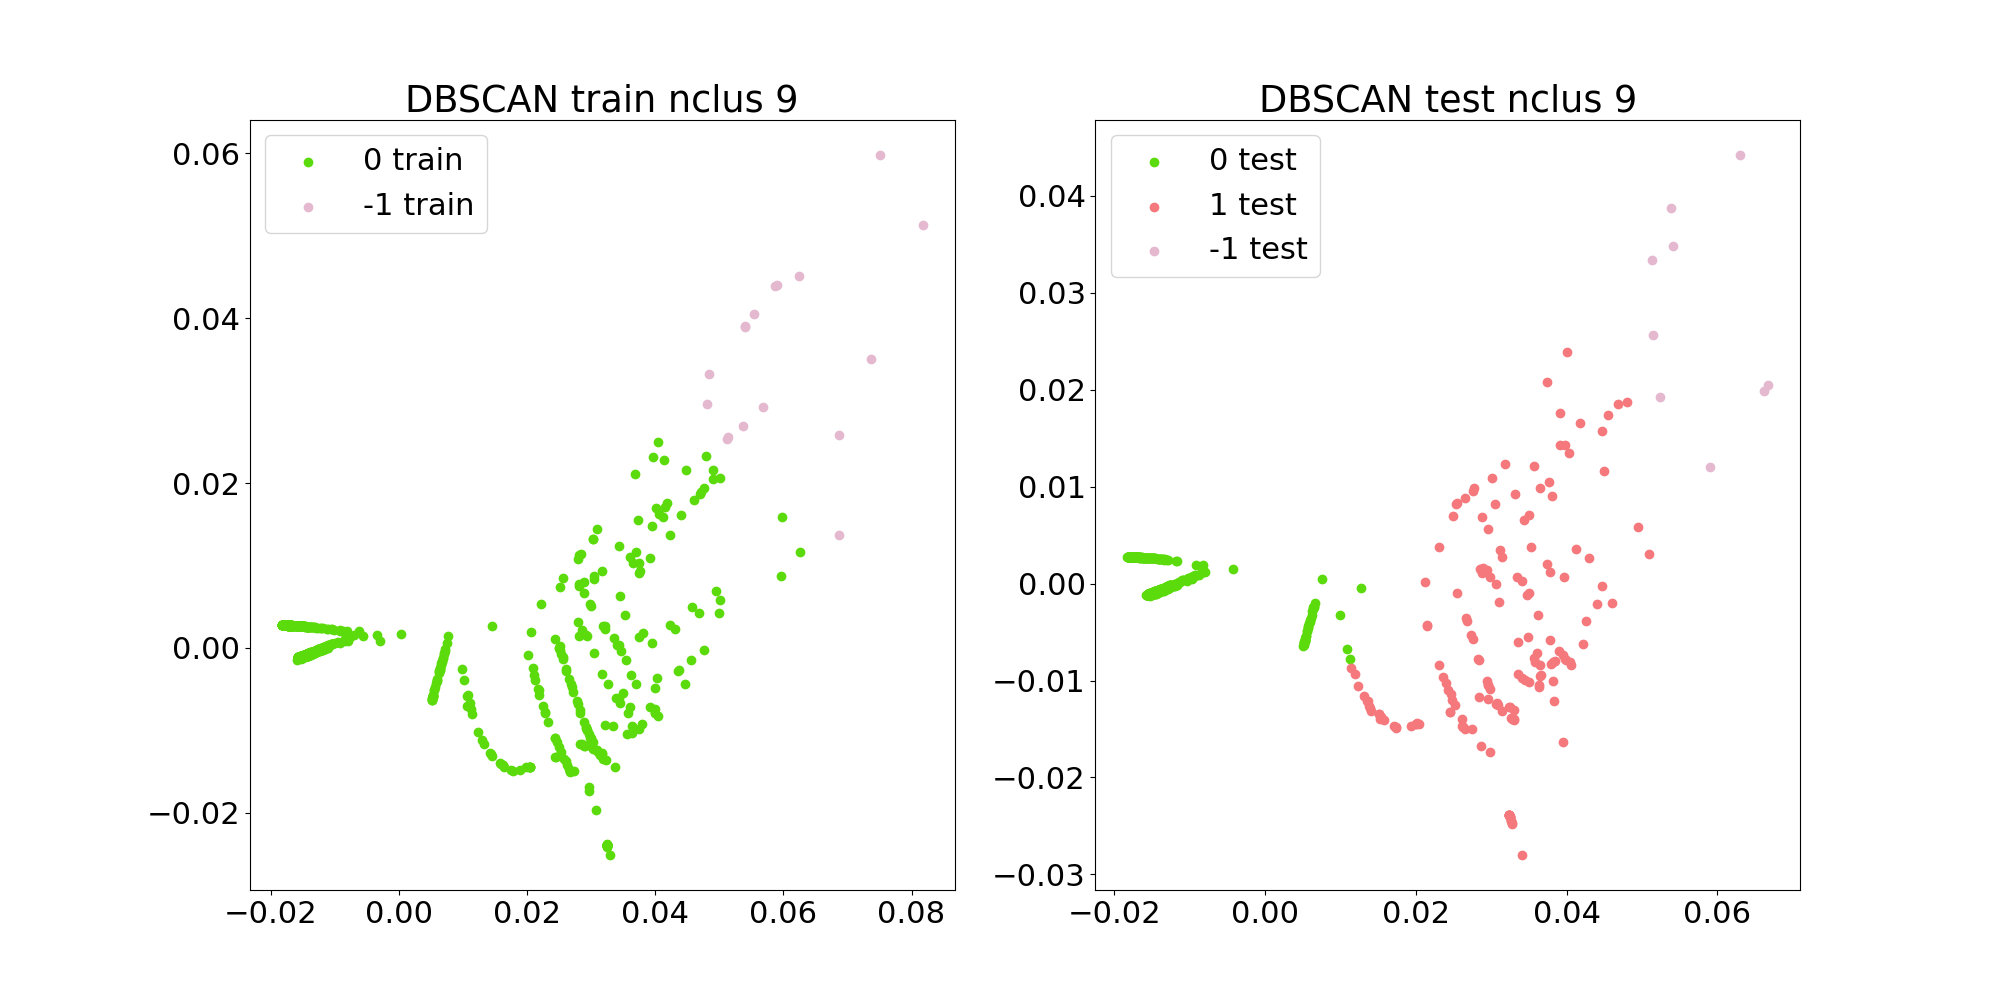 DBSCAN train nclus 9
0 train
-1 train
0.06
0.04
0.02
0.00
−0.02
−0.02 0.00 0.02 0.04 0.06 0.08
DBSCAN test nclus 9
0 test
1 test
-1 test
0.04
0.03
0.02
0.01
0.00
−0.01
−0.02
−0.03
−0.02 0.00 0.02 0.04 0.06